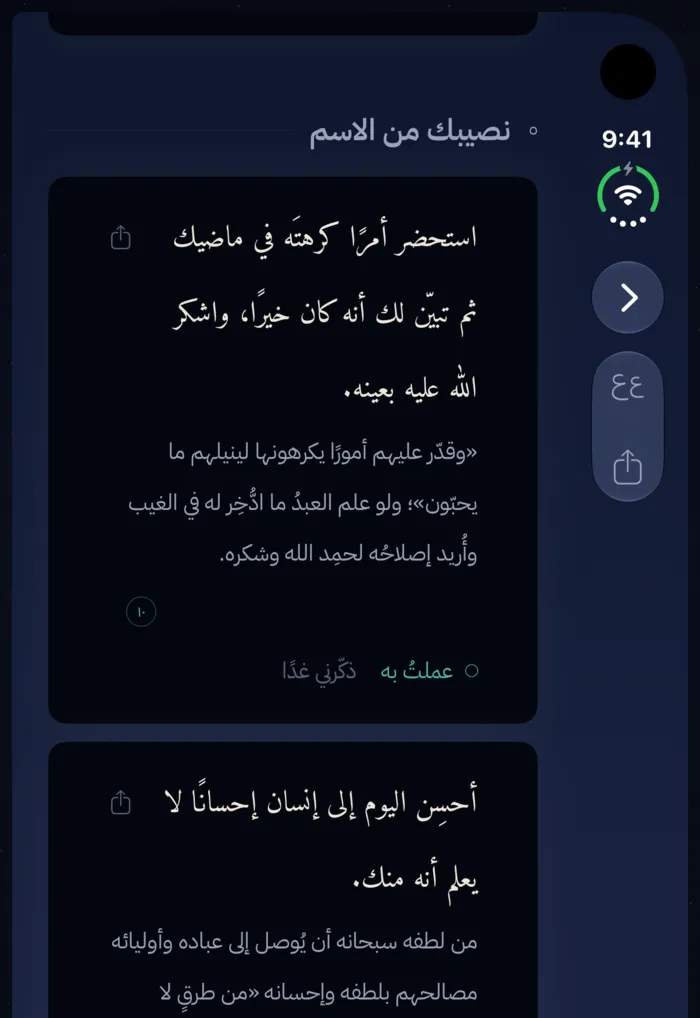 نصيبك من الاسم
9:41
استحضر أمرًا كرهتَه في ماضيك
ثم تبيّن لك أنه كان خيرًا، واشكر
الله عليه بعينه.
«وقدّر عليهم أمورًا يكرهونها لينيلهم ما
يحبّون»؛ ولو علم العبدُ ما ادُّخِر له في الغيب
وأُريد إصلاحُه لحمِد الله وشكره.
١٠
عملتُ به
ذكّرني غدًا
أحسِن اليوم إلى إنسان إحسانًا لا
يعلم أنه منك.
من لطفه سبحانه أن يُوصل إلى عباده وأوليائه
مصالحهم بلطفه وإحسانه «من طرقٍ لا
عع